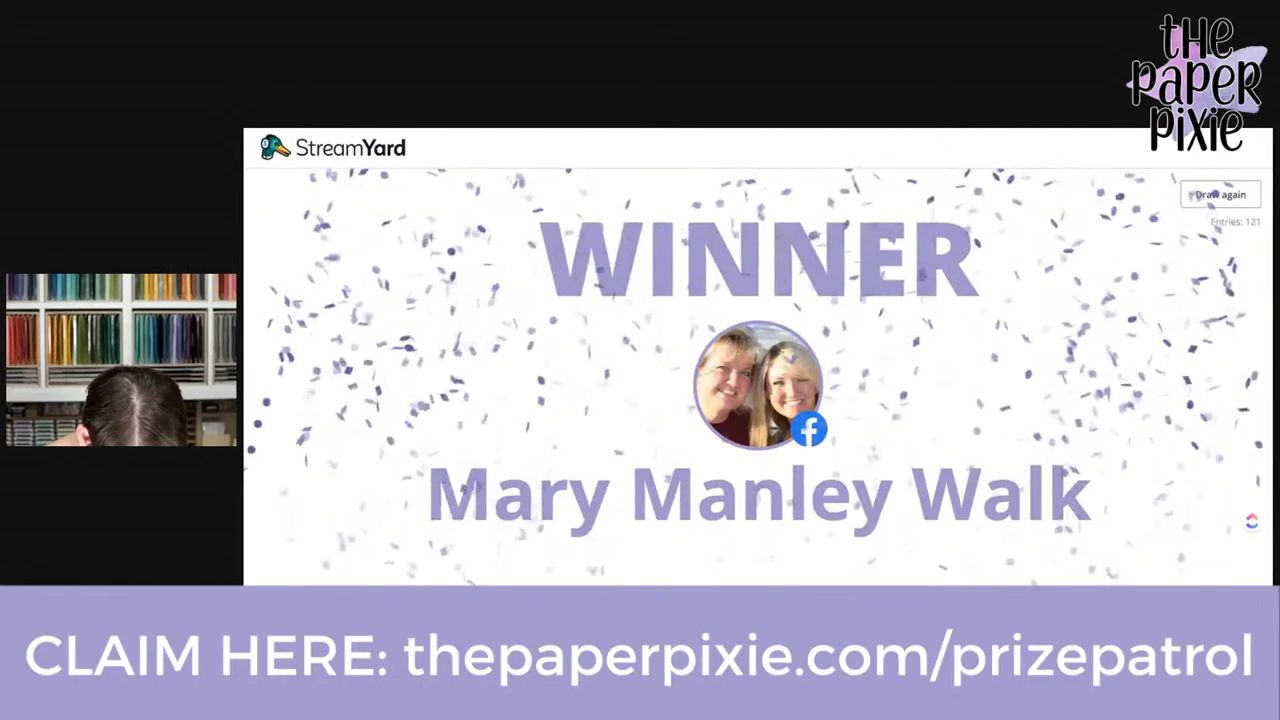 the
paper
pixie
StreamYard
Draw again
Entries: 121
WINNER
Mary Manley Walk
CLAIM HERE: thepaperpixie.com/prizepatrol